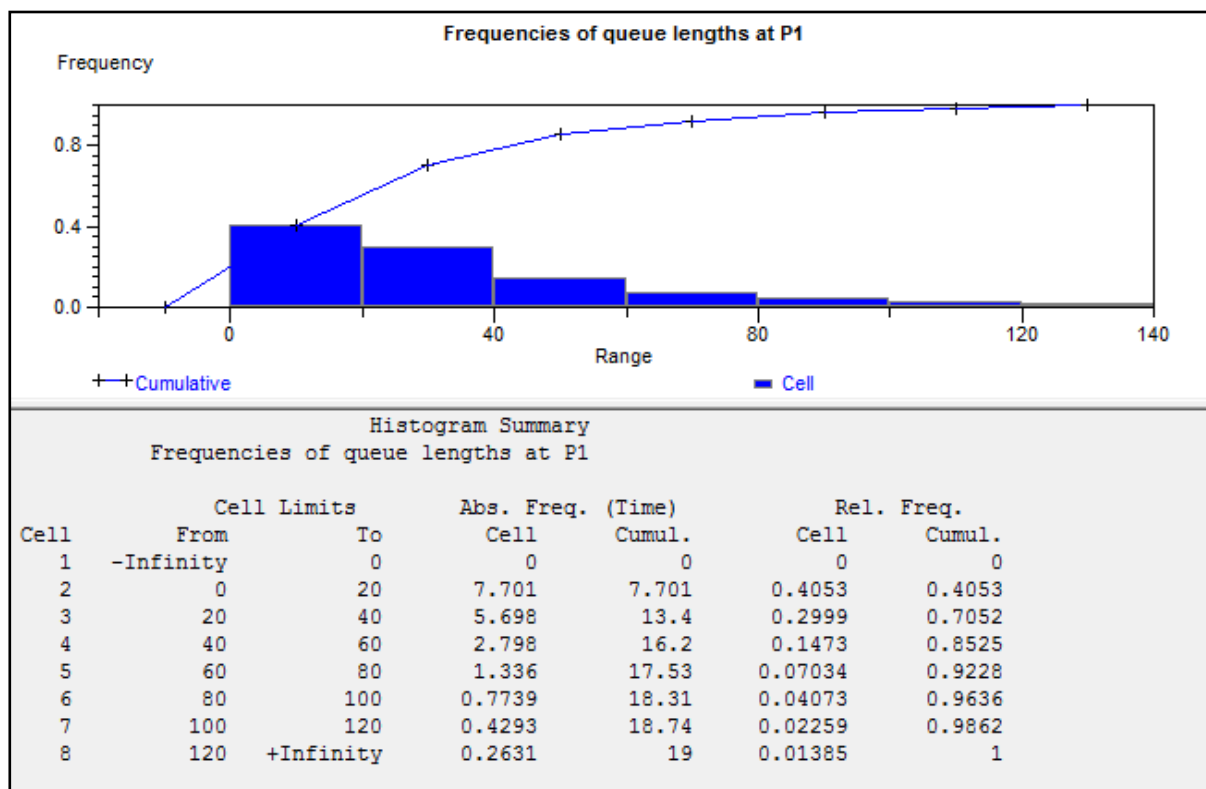 Frequencies of queue lengths at P1
Frequency
0.8
0.4
0.0
0 40 80 120 140
Range
Cumulative Cell
Histogram Summary
Frequencies of queue lengths at P1
Cell Limits Abs. Freq. (Time) Rel. Freq.
Cell From To Cell Cumul. Cell Cumul.
1 -Infinity 0 0 0 0 0
2 0 20 7.701 7.701 0.4053 0.4053
3 20 40 5.698 13.4 0.2999 0.7052
4 40 60 2.798 16.2 0.1473 0.8525
5 60 80 1.336 17.53 0.07034 0.9228
6 80 100 0.7739 18.31 0.04073 0.9636
7 100 120 0.4293 18.74 0.02259 0.9862
8 120 +Infinity 0.2631 19 0.01385 1